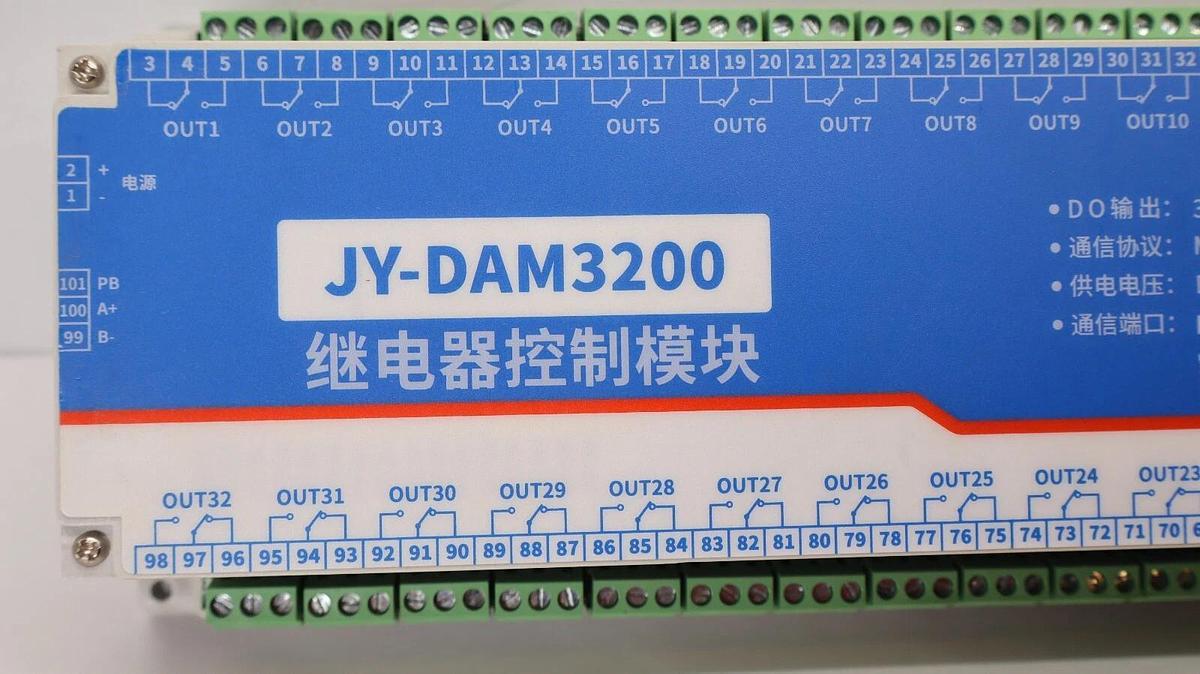 3 4 5 6 7 8 9 10 11 12 13 14 15 16 17 18 19 20 21 22 23 24 25 26 27 28 29 30 31 32
OUT1 OUT2 OUT3 OUT4 OUT5 OUT6 OUT7 OUT8 OUT9 OUT10
2 +
电源
1 -
DO输出：
通信协议：
供电电压：
通信端口：
JY-DAM3200
继电器控制模块
101 PB
100 A+
99 B-
OUT32 OUT31 OUT30 OUT29 OUT28 OUT27 OUT26 OUT25 OUT24 OUT23
98 97 96 95 94 93 92 91 90 89 88 87 86 85 84 83 82 81 80 79 78 77 76 75 74 73 72 71 70